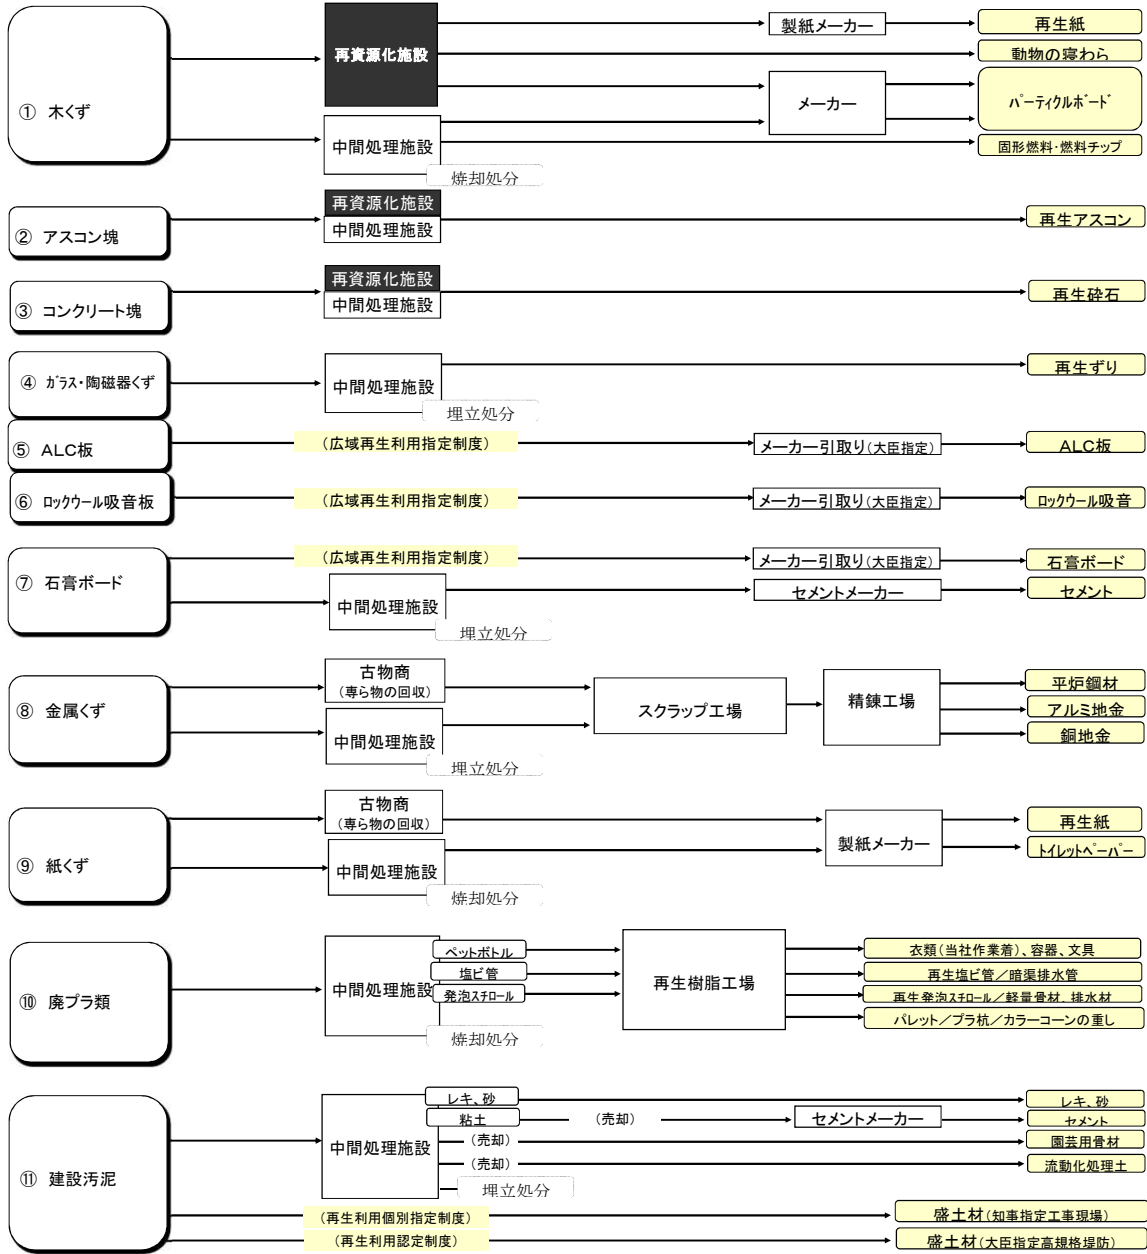 ① 木くず
再資源化施設
製紙メーカー
再生紙
動物の寝わら
メーカー
ﾊﾟｰティクルﾎﾞｰﾄﾞ
中間処理施設
焼却処分
固形燃料・燃料チップ
② アスコン塊
再資源化施設
中間処理施設
再生アスコン
③ コンクリート塊
再資源化施設
中間処理施設
再生砕石
④ ｶﾞﾗｽ・陶磁器くず
中間処理施設
埋立処分
再生ずり
⑤ ALC板
（広域再生利用指定制度）
メーカー引取り（大臣指定）
ALC板
⑥ ﾛｯｸｳｰﾙ吸音板
（広域再生利用指定制度）
メーカー引取り（大臣指定）
ﾛｯｸｳｰﾙ吸音
⑦ 石膏ボード
（広域再生利用指定制度）
メーカー引取り（大臣指定）
石膏ボード
中間処理施設
埋立処分
セメントメーカー
セメント
⑧ 金属くず
古物商
（専ら物の回収）
中間処理施設
埋立処分
スクラップ工場
精錬工場
平炉鋼材
アルミ地金
銅地金
⑨ 紙くず
古物商
（専ら物の回収）
中間処理施設
焼却処分
製紙メーカー
再生紙
ﾄｲﾚｯﾄﾍﾟｰﾊﾟｰ
⑩ 廃プラ類
中間処理施設
焼却処分
ペットボトル
塩ビ管
発泡ｽﾁﾛｰﾙ
再生樹脂工場
衣類（当社作業着）、容器、文具
再生塩ビ管／暗渠排水管
再生発泡ｽﾁﾛｰﾙ／軽量骨材、排水材
パレット／プラ杭／カラーコーンの重し
⑪ 建設汚泥
中間処理施設
埋立処分
レキ、砂
レキ、砂
粘土
（売却）
セメントメーカー
セメント
（売却）
園芸用骨材
（売却）
流動化処理土
（再生利用個別指定制度）
盛土材（知事指定工事現場）
（再生利用認定制度）
盛土材（大臣指定高規格堤防）